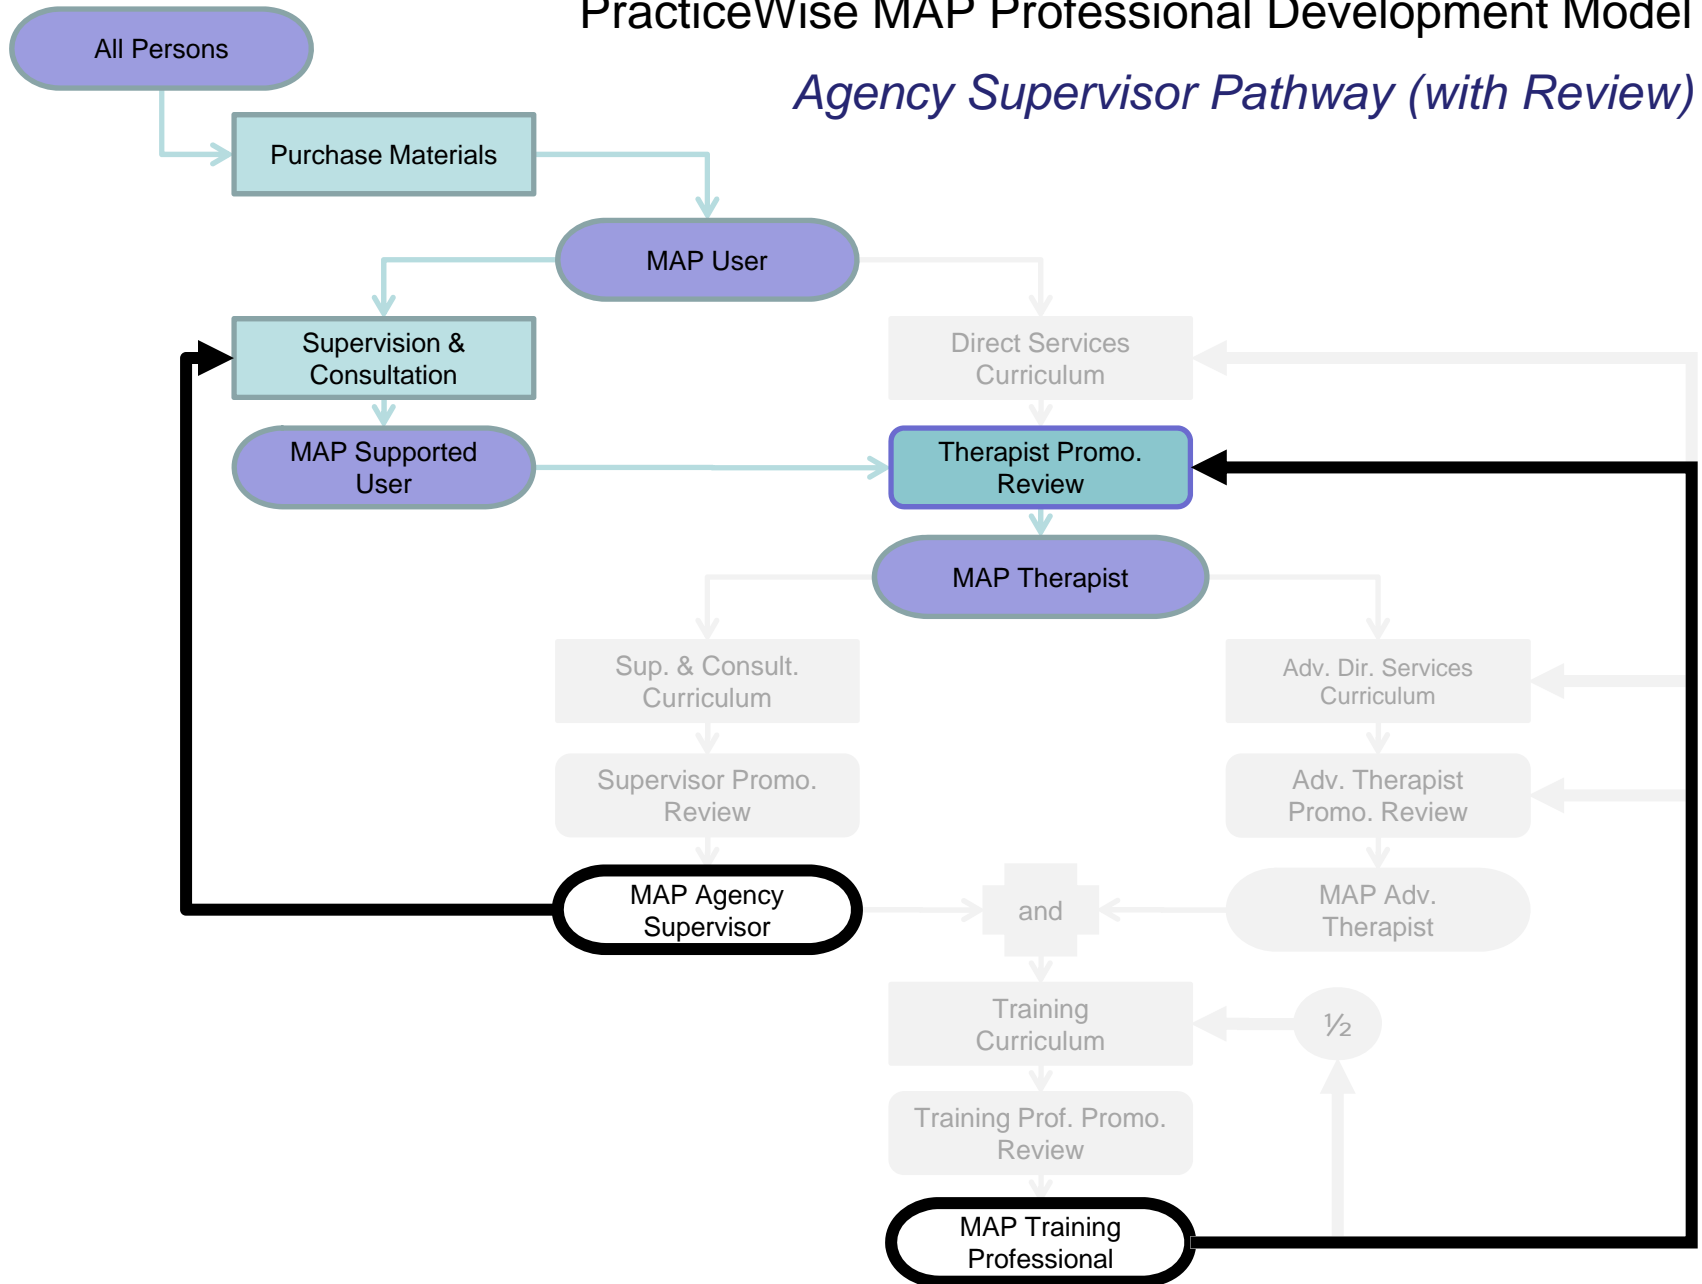 PracticeWise MAP Professional Development Model
Agency Supervisor Pathway (with Review)
All Persons
Purchase Materials
MAP User
Supervision &
Consultation
Direct Services
Curriculum
MAP Supported
User
Therapist Promo.
Review
MAP Therapist
Sup. & Consult.
Curriculum
Adv. Dir. Services
Curriculum
Supervisor Promo.
Review
Adv. Therapist
Promo. Review
MAP Agency
Supervisor
and
MAP Adv.
Therapist
Training
Curriculum
½
Training Prof. Promo.
Review
MAP Training
Professional